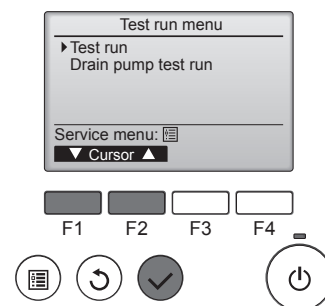 Test run menu
Test run
Drain pump test run
Service menu:
▼ Cursor ▲
F1 F2 F3 F4